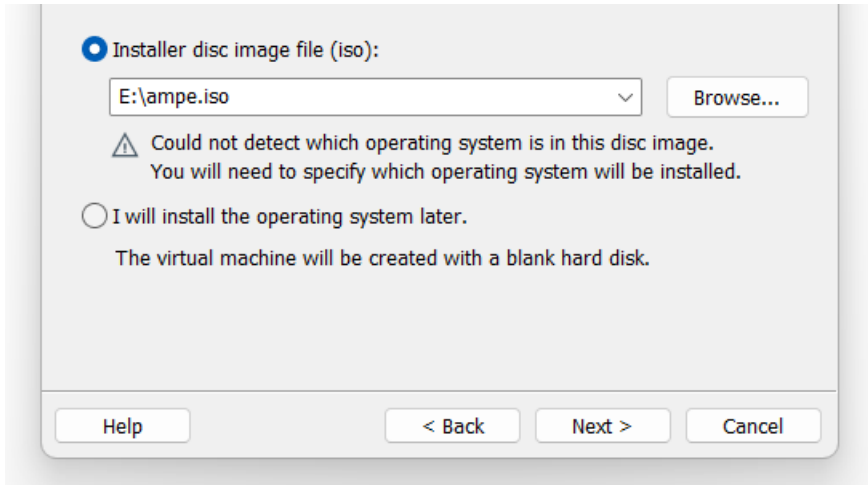 Installer disc image file (iso):
E:\ampe.iso
Browse...
Could not detect which operating system is in this disc image.
You will need to specify which operating system will be installed.
I will install the operating system later.
The virtual machine will be created with a blank hard disk.
Help
< Back
Next >
Cancel